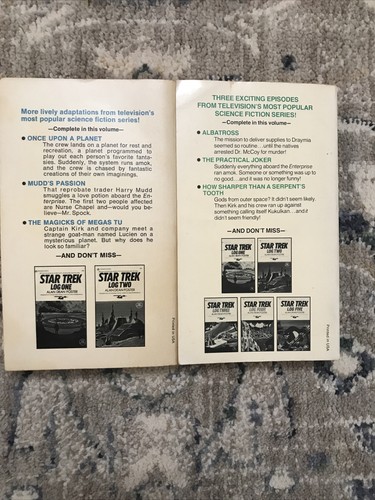 More lively adaptations from television's
most popular science fiction series!
—Complete in this volume—
● ONCE UPON A PLANET
The crew lands on a planet for rest and
recreation, a planet programmed to
play out each person's favorite fanta-
sies. Suddenly, the system runs amok,
and the crew is chased by fantastic
creatures of their own imaginings.
● MUDD'S PASSION
That reprobate trader Harry Mudd
smuggles a love potion aboard the En-
terprise. The first two people affected
are Nurse Chapel and—would you be-
lieve—Mr. Spock.
● THE MAGICKS OF MEGAS TU
Captain Kirk and company meet a
strange goat-man named Lucien on a
mysterious planet. But why does he
look so familiar?
—AND DON'T MISS—
STAR TREK
LOG ONE
ALAN DEAN FOSTER
STAR TREK
LOG TWO
ALAN DEAN FOSTER
Printed in USA
THREE EXCITING EPISODES
FROM TELEVISION'S MOST POPULAR
SCIENCE FICTION SERIES!
—Complete in this volume—
● ALBATROSS
The mission to deliver supplies to Draymia
seemed so routine... until the natives
arrested Dr. McCoy for murder!
● THE PRACTICAL JOKER
Suddenly everything aboard the Enterprise
ran amok. Someone or something was up to
no good...and it was no longer funny!
● HOW SHARPER THAN A SERPENT'S
TOOTH
Gods from outer space? It didn't seem likely.
Then Kirk and his crew ran up against
something calling itself Kukulkan...and it
didn't seem friendly!
—AND DON'T MISS—
STAR TREK
LOG ONE
STAR TREK
LOG TWO
STAR TREK
LOG THREE
STAR TREK
LOG FOUR
STAR TREK
LOG FIVE
Printed in USA